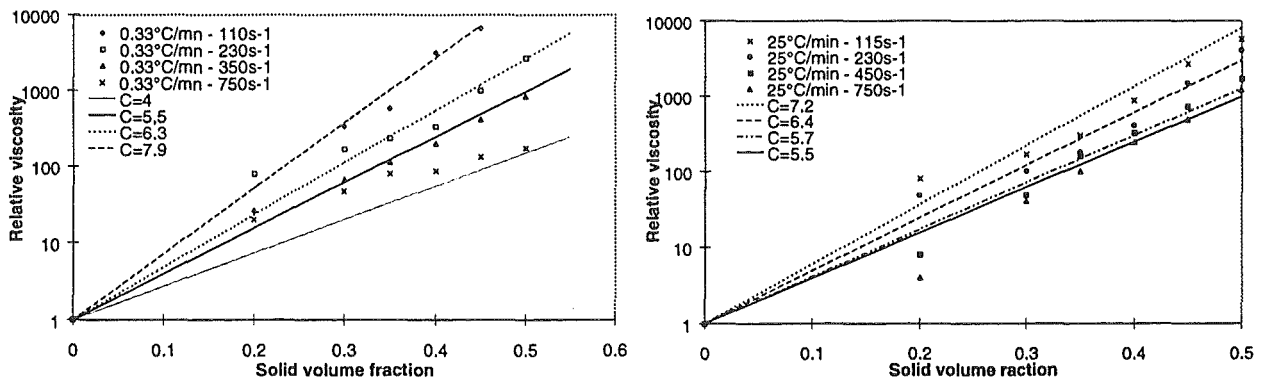 10000
1000
100
10
1
Relative viscosity
0.33°C/mn - 110s-1
0.33°C/mn - 230s-1
0.33°C/mn - 350s-1
0.33°C/mn - 750s-1
C=4
C=5,5
C=6.3
C=7.9
0 0.1 0.2 0.3 0.4 0.5 0.6
Solid volume fraction
10000
1000
100
10
1
Relative viscosity
25°C/min - 115s-1
25°C/min - 230s-1
25°C/min - 450s-1
25°C/min - 750s-1
C=7.2
C=6.4
C=5.7
C=5.5
0 0.1 0.2 0.3 0.4 0.5
Solid volume raction